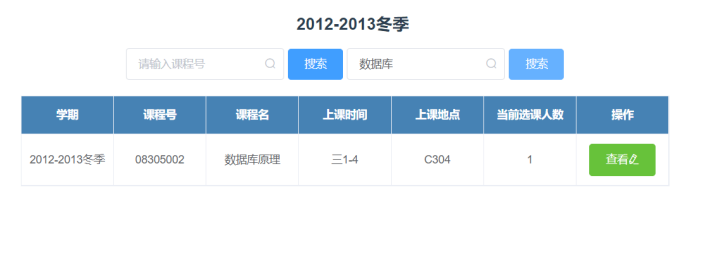 2012-2013冬季
请输入课程号 搜索 数据库 搜索
学期 课程号 课程名 上课时间 上课地点 当前选课人数 操作
2012-2013冬季 08305002 数据库原理 三1-4 C304 1 查看